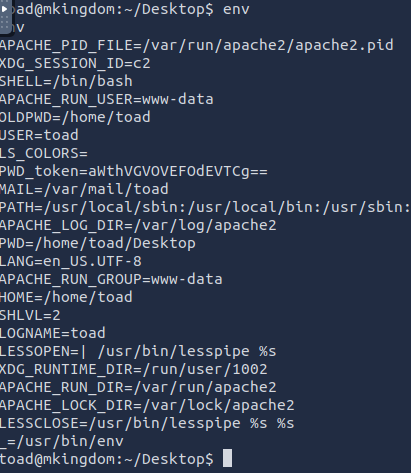 toad@mkingdom:~/Desktop$ env
env
APACHE_PID_FILE=/var/run/apache2/apache2.pid
XDG_SESSION_ID=c2
SHELL=/bin/bash
APACHE_RUN_USER=www-data
OLDPWD=/home/toad
USER=toad
LS_COLORS=
PWD_token=aWthVGVOVEFOdEVTCg==
MAIL=/var/mail/toad
PATH=/usr/local/sbin:/usr/local/bin:/usr/sbin:
APACHE_LOG_DIR=/var/log/apache2
PWD=/home/toad/Desktop
LANG=en_US.UTF-8
APACHE_RUN_GROUP=www-data
HOME=/home/toad
SHLVL=2
LOGNAME=toad
LESSOPEN=| /usr/bin/lesspipe %s
XDG_RUNTIME_DIR=/run/user/1002
APACHE_RUN_DIR=/var/run/apache2
APACHE_LOCK_DIR=/var/lock/apache2
LESSCLOSE=/usr/bin/lesspipe %s %s
_=/usr/bin/env
toad@mkingdom:~/Desktop$